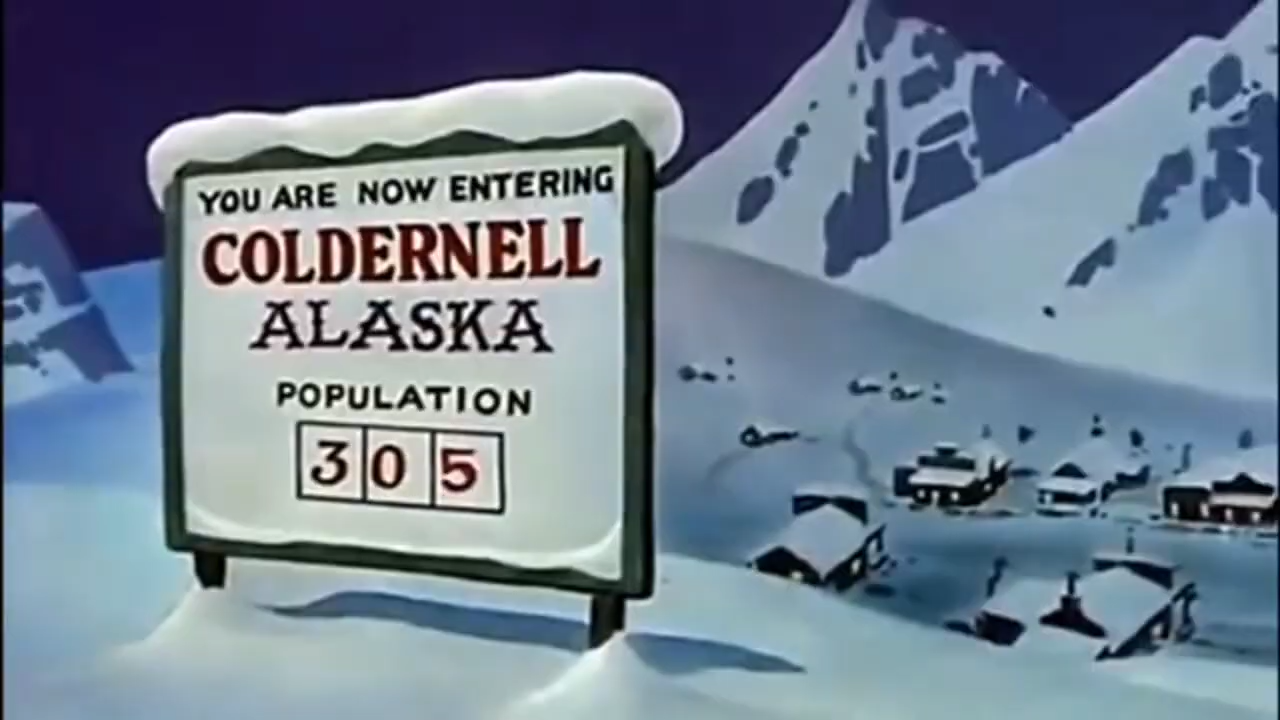 YOU ARE NOW ENTERING
COLDERNELL
ALASKA
POPULATION
305